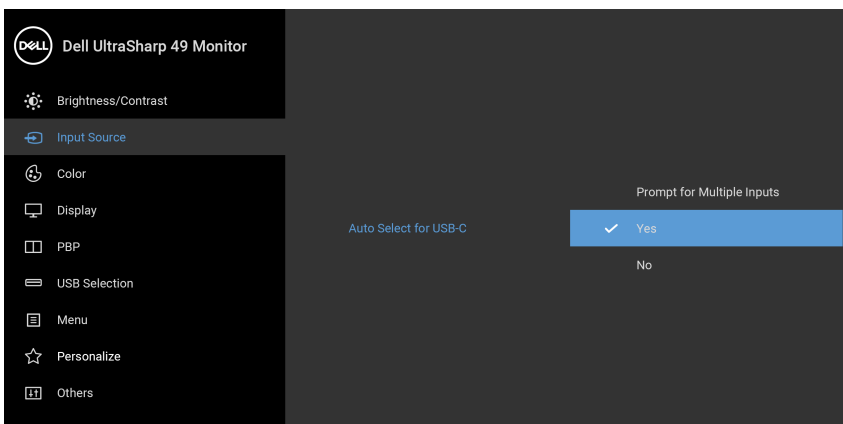 DELL
Dell UltraSharp 49 Monitor
Brightness/Contrast
Input Source
Color
Display
PBP
USB Selection
Menu
Personalize
Others
Auto Select for USB-C
Prompt for Multiple Inputs
Yes
No